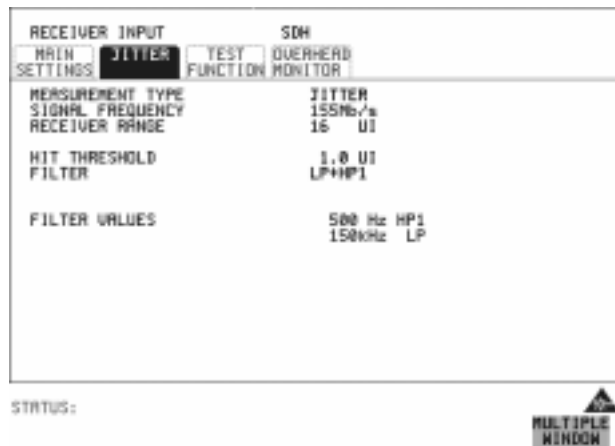 RECEIVER INPUT SDH
MAIN SETTINGS JITTER TEST FUNCTION OVERHEAD MONITOR
MEASUREMENT TYPE JITTER
SIGNAL FREQUENCY 155Mb/s
RECEIVER RANGE 16 UI
HIT THRESHOLD 1.0 UI
FILTER LP+HP1
FILTER VALUES 500 Hz HP1
150kHz LP
STATUS:
MULTIPLE
WINDOW